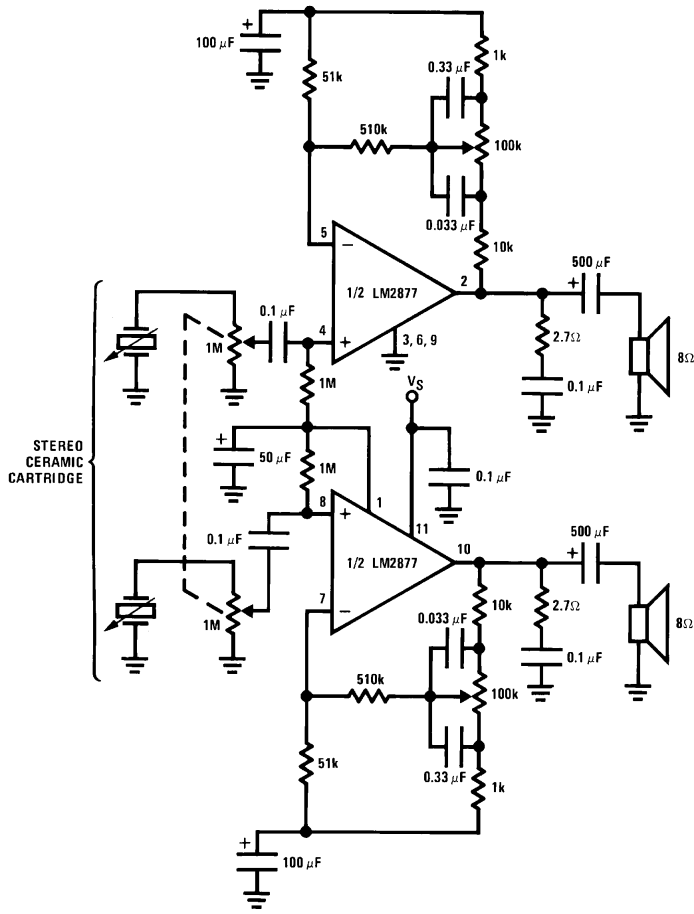 +
100 μF
51k
0.33 μF
1k
510k
100k
0.033 μF
10k
5
−
1/2 LM2877
2
4
+
3, 6, 9
+
500 μF
2.7Ω
0.1 μF
8Ω
0.1 μF
1M
1M
VS
STEREO
CERAMIC
CARTRIDGE
+
50 μF
1M
0.1 μF
8
+
1
11
0.1 μF
1M
1/2 LM2877
10
7
−
+
500 μF
10k
2.7Ω
8Ω
0.033 μF
0.1 μF
510k
100k
51k
0.33 μF
1k
+
100 μF